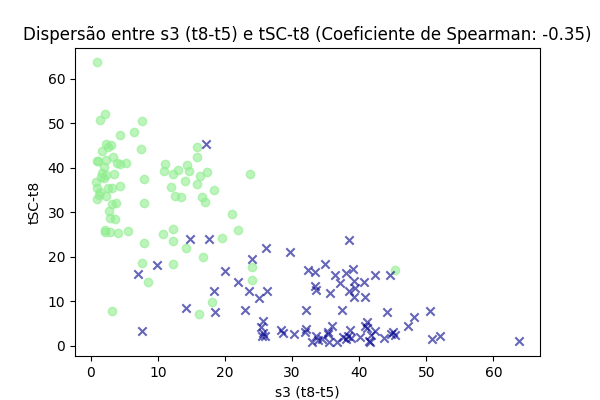 Dispersão entre s3 (t8-t5) e tSC-t8 (Coeficiente de Spearman: -0.35)
60
50
40
30
20
10
0
tSC-t8
0 10 20 30 40 50 60
s3 (t8-t5)